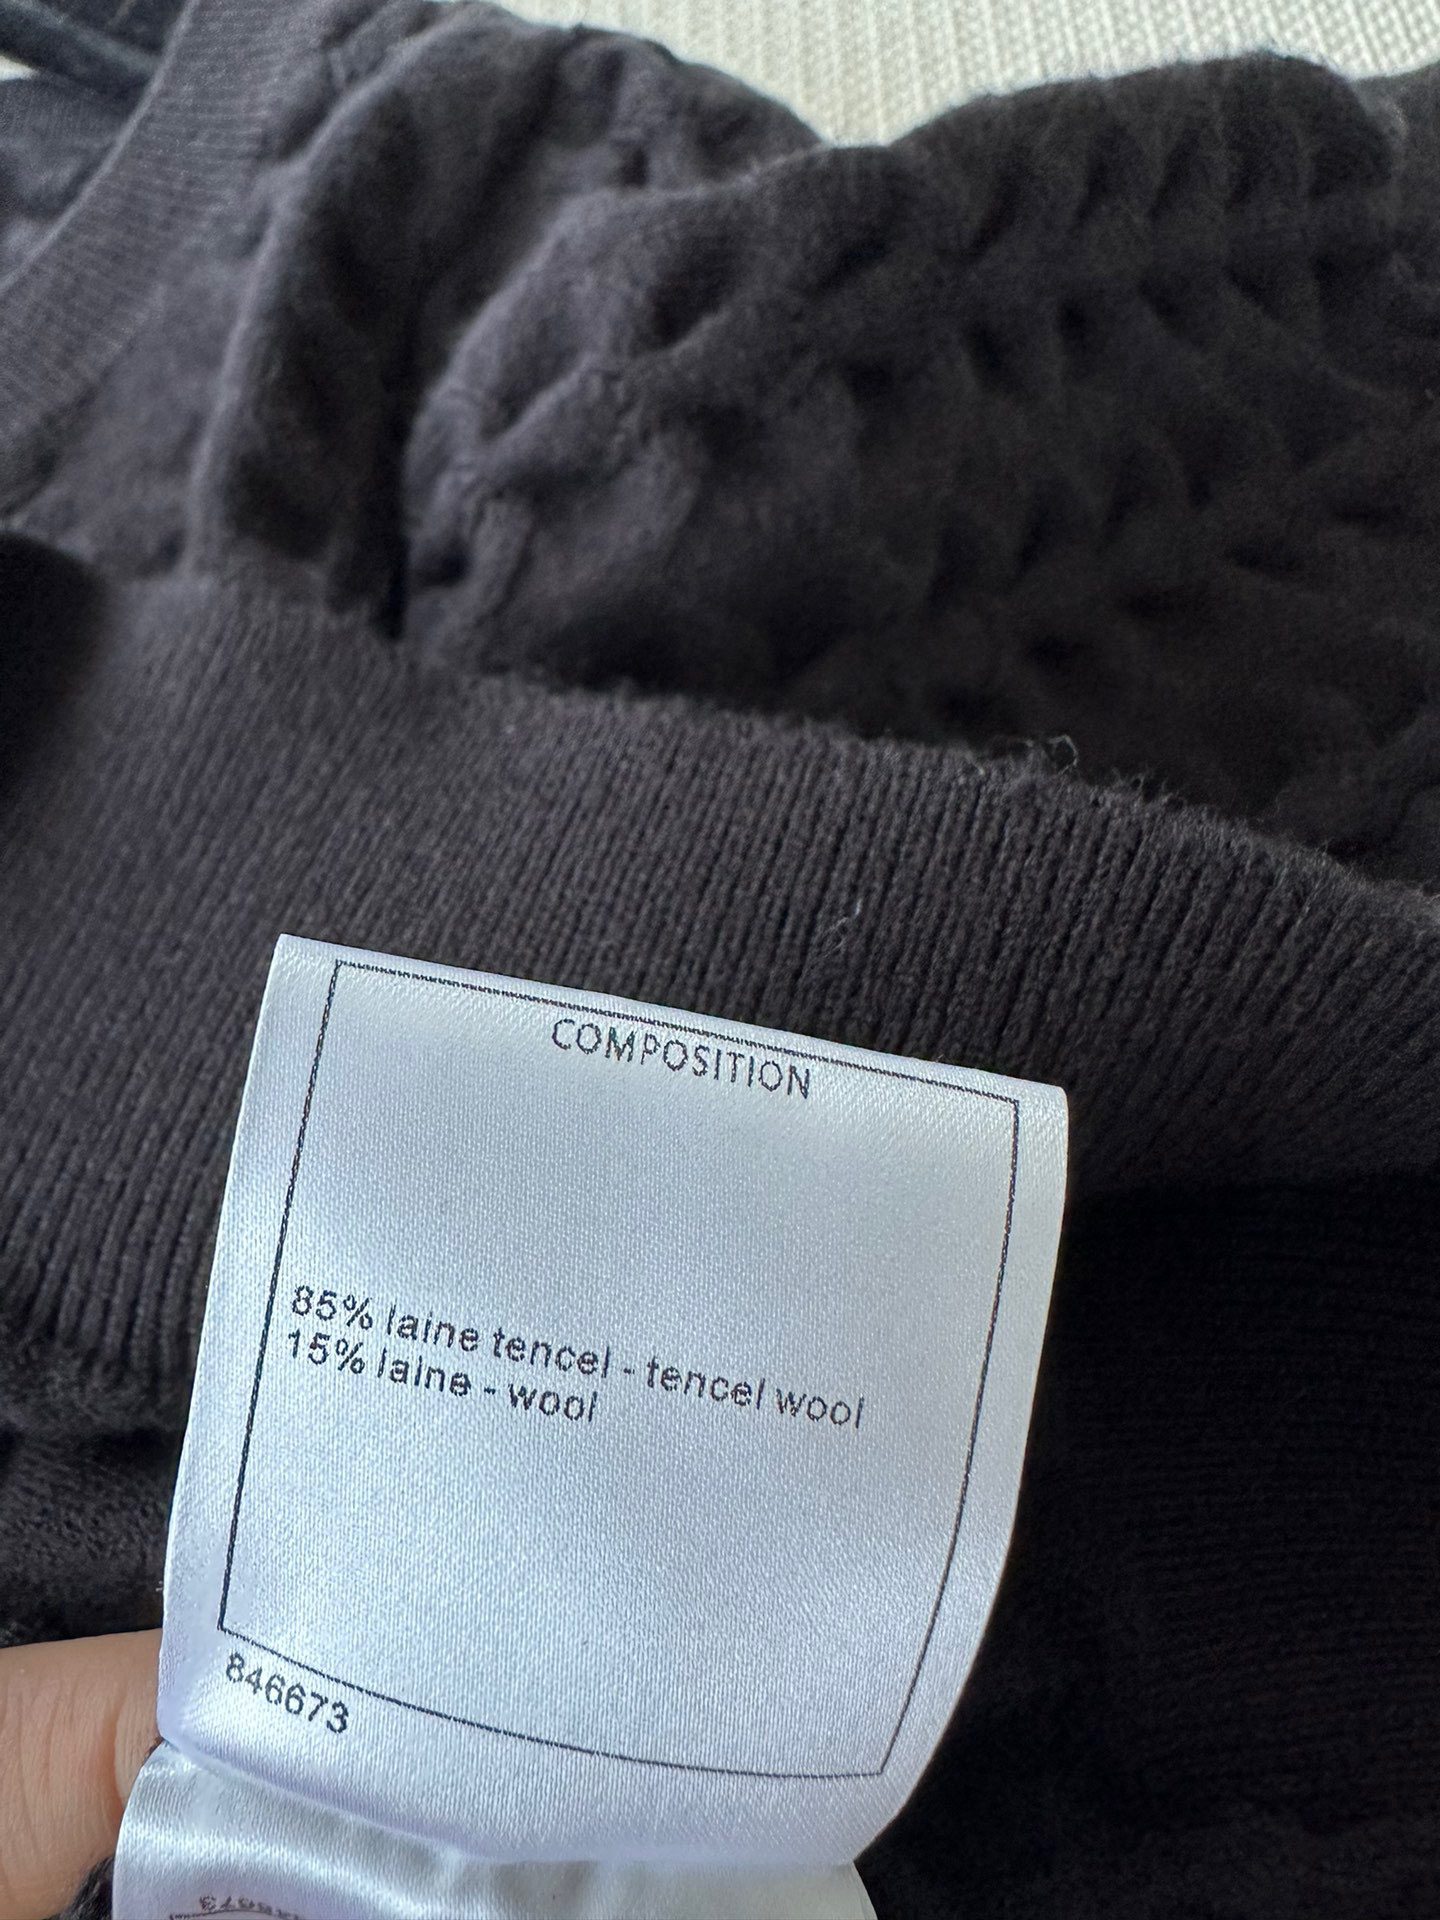 COMPOSITION
85% laine tencel - tencel wool
15% laine - wool
846673